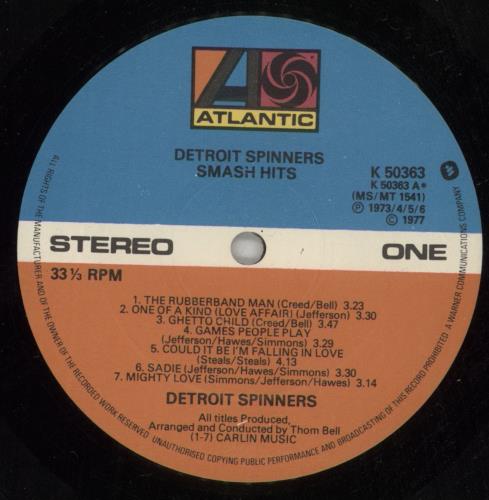 ATLANTIC
DETROIT SPINNERS
SMASH HITS
K 50363
K 50363 A*
(MS/MT 1541)
Ⓟ 1973/4/5/6
© 1977
STEREO
ONE
33⅓ RPM
1. THE RUBBERBAND MAN (Creed/Bell) 3.23
2. ONE OF A KIND (LOVE AFFAIR) (Jefferson) 3.30
3. GHETTO CHILD (Creed/Bell) 3.47
4. GAMES PEOPLE PLAY
(Jefferson/Hawes/Simmons) 3.29
5. COULD IT BE I'M FALLING IN LOVE
(Steals/Steals) 4.13
6. SADIE (Jefferson/Hawes/Simmons) 3.30
7. MIGHTY LOVE (Simmons/Jefferson/Hawes) 3.14
DETROIT SPINNERS
All titles Produced,
Arranged and Conducted by Thom Bell
(1-7) CARLIN MUSIC
ALL RIGHTS OF THE MANUFACTURER AND OF THE OWNER OF THE RECORDED WORK RESERVED UNAUTHORISED COPYING PUBLIC PERFORMANCE AND BROADCASTING OF THIS RECORD PROHIBITED A WARNER COMMUNICATIONS COMPANY